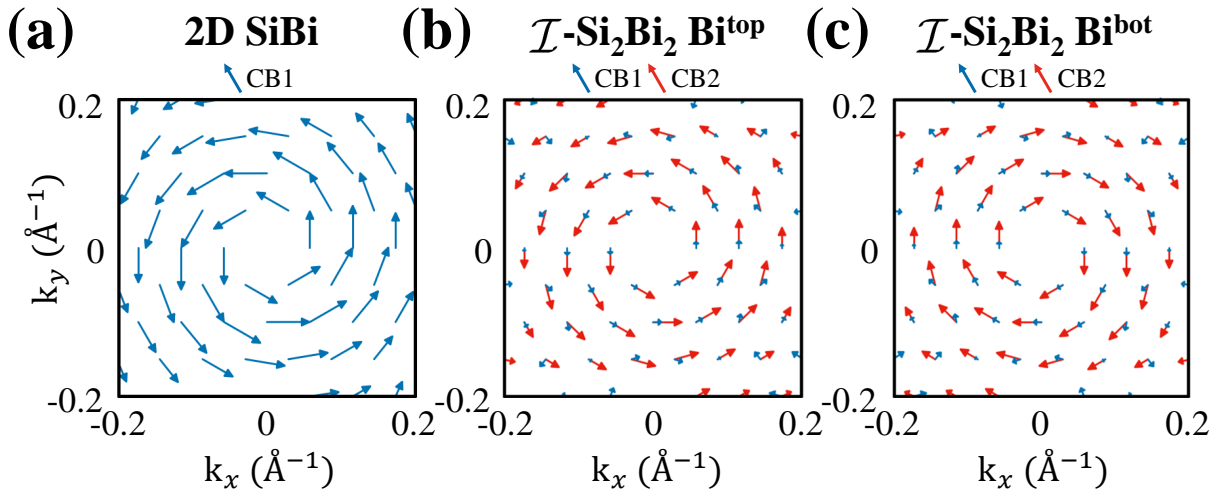 (a) 2D SiBi
CB1
0.2
0
-0.2
k_y (Å⁻¹)
-0.2 0 0.2
k_x (Å⁻¹)
(b) ℐ-Si₂Bi₂ Bi^top
CB1 CB2
0.2
0
-0.2
-0.2 0 0.2
k_x (Å⁻¹)
(c) ℐ-Si₂Bi₂ Bi^bot
CB1 CB2
0.2
0
-0.2
-0.2 0 0.2
k_x (Å⁻¹)